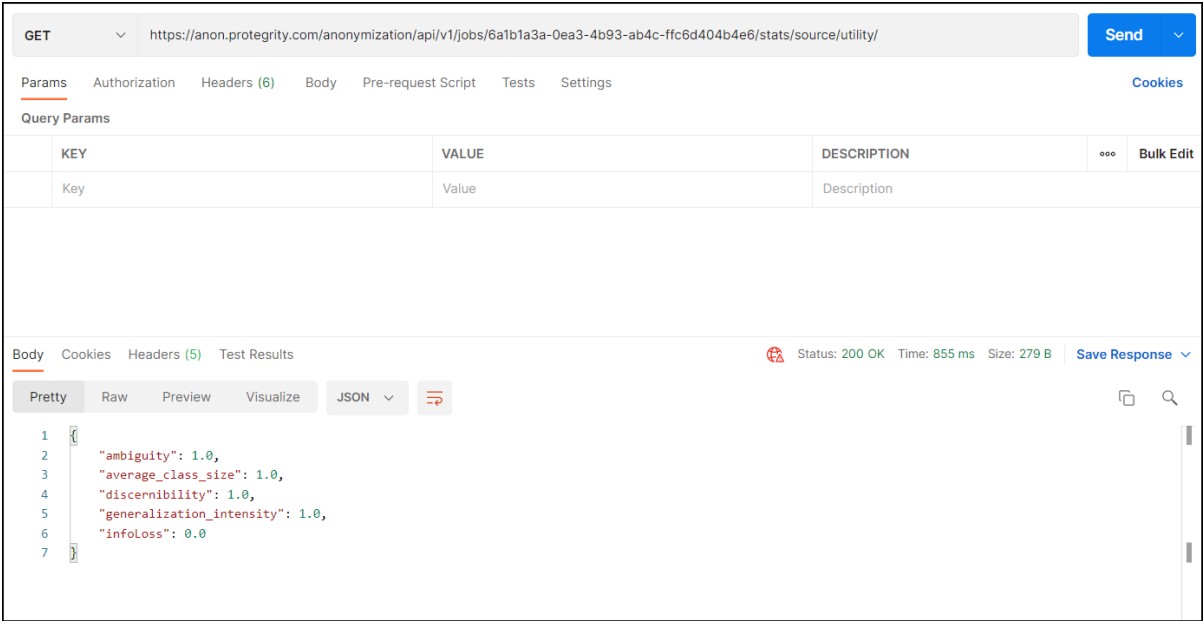 GET https://anon.protegrity.com/anonymization/api/v1/jobs/6a1b1a3a-0ea3-4b93-ab4c-ffc6d404b4e6/stats/source/utility/ Send
Params Authorization Headers (6) Body Pre-request Script Tests Settings Cookies
Query Params
KEY VALUE DESCRIPTION ooo Bulk Edit
Key Value Description
Body Cookies Headers (5) Test Results Status: 200 OK Time: 855 ms Size: 279 B Save Response
Pretty Raw Preview Visualize JSON
1 {
2 "ambiguity": 1.0,
3 "average_class_size": 1.0,
4 "discernibility": 1.0,
5 "generalization_intensity": 1.0,
6 "infoLoss": 0.0
7 }